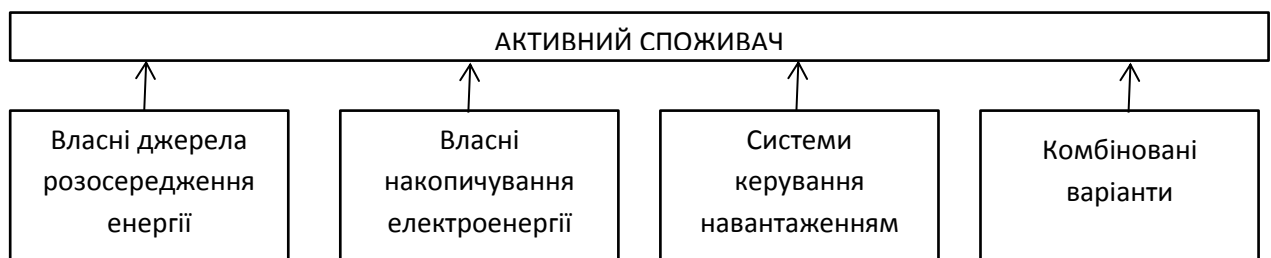 АКТИВНИЙ СПОЖИВАЧ
Власні джерела
розосередження
енергії
Власні
накопичування
електроенергії
Системи
керування
навантаженням
Комбіновані
варіанти